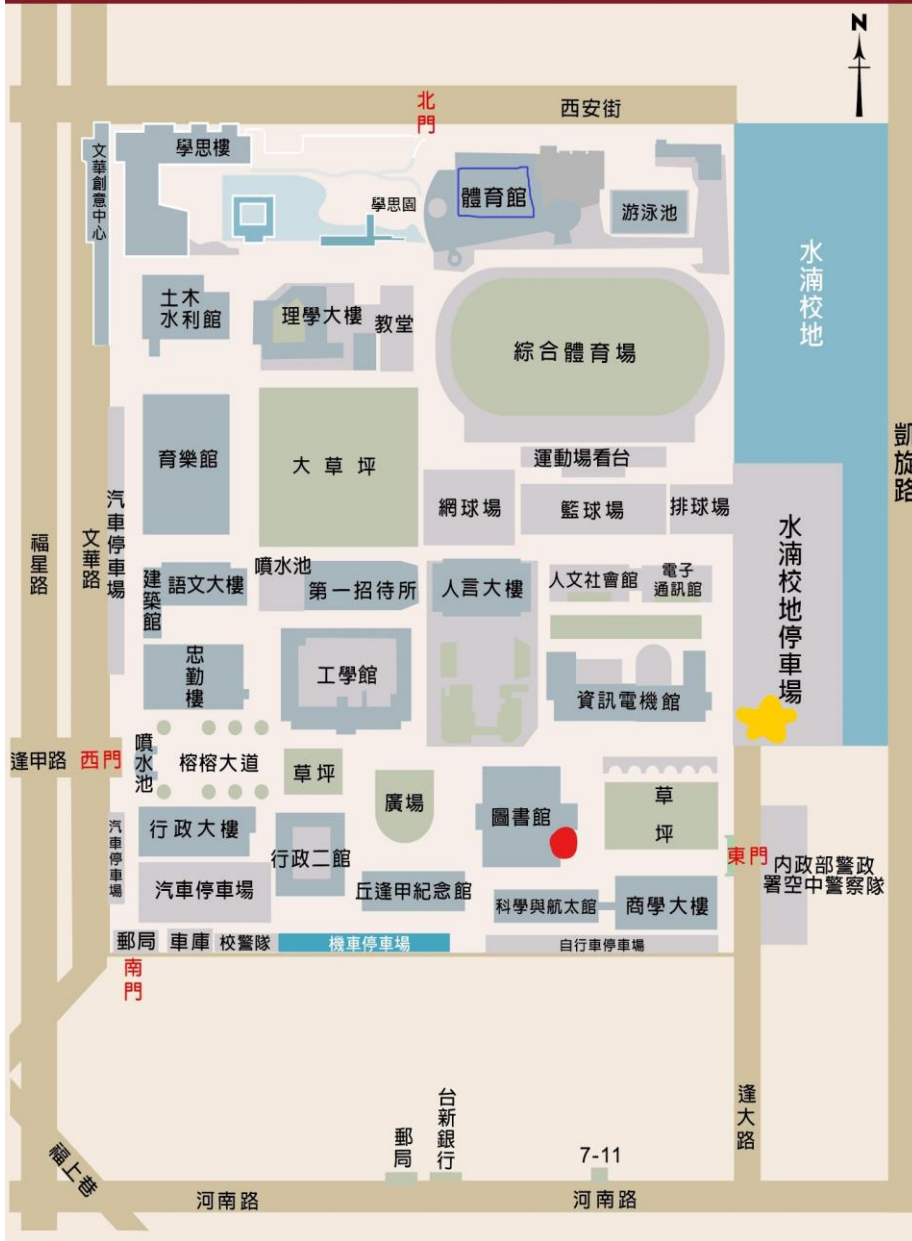 N
北門
西安街
文華創意中心
學思樓
學思園
體育館
游泳池
水湳校地
土木
水利館
理學大樓
教堂
綜合體育場
凱旋路
育樂館
大草坪
運動場看台
網球場
籃球場
排球場
汽車停車場
文華路
福星路
水湳校地停車場
建築館
語文大樓
噴水池
第一招待所
人言大樓
人文社會館
電子
通訊館
忠勤樓
工學館
資訊電機館
逢甲路
西門
噴水池
榕榕大道
草坪
廣場
圖書館
草坪
汽車停車場
行政大樓
行政二館
東門
內政部警政
署空中警察隊
汽車停車場
丘逢甲紀念館
科學與航太館
商學大樓
郵局
車庫
校警隊
機車停車場
自行車停車場
南門
逢大路
福上巷
郵局
台新銀行
7-11
河南路
河南路